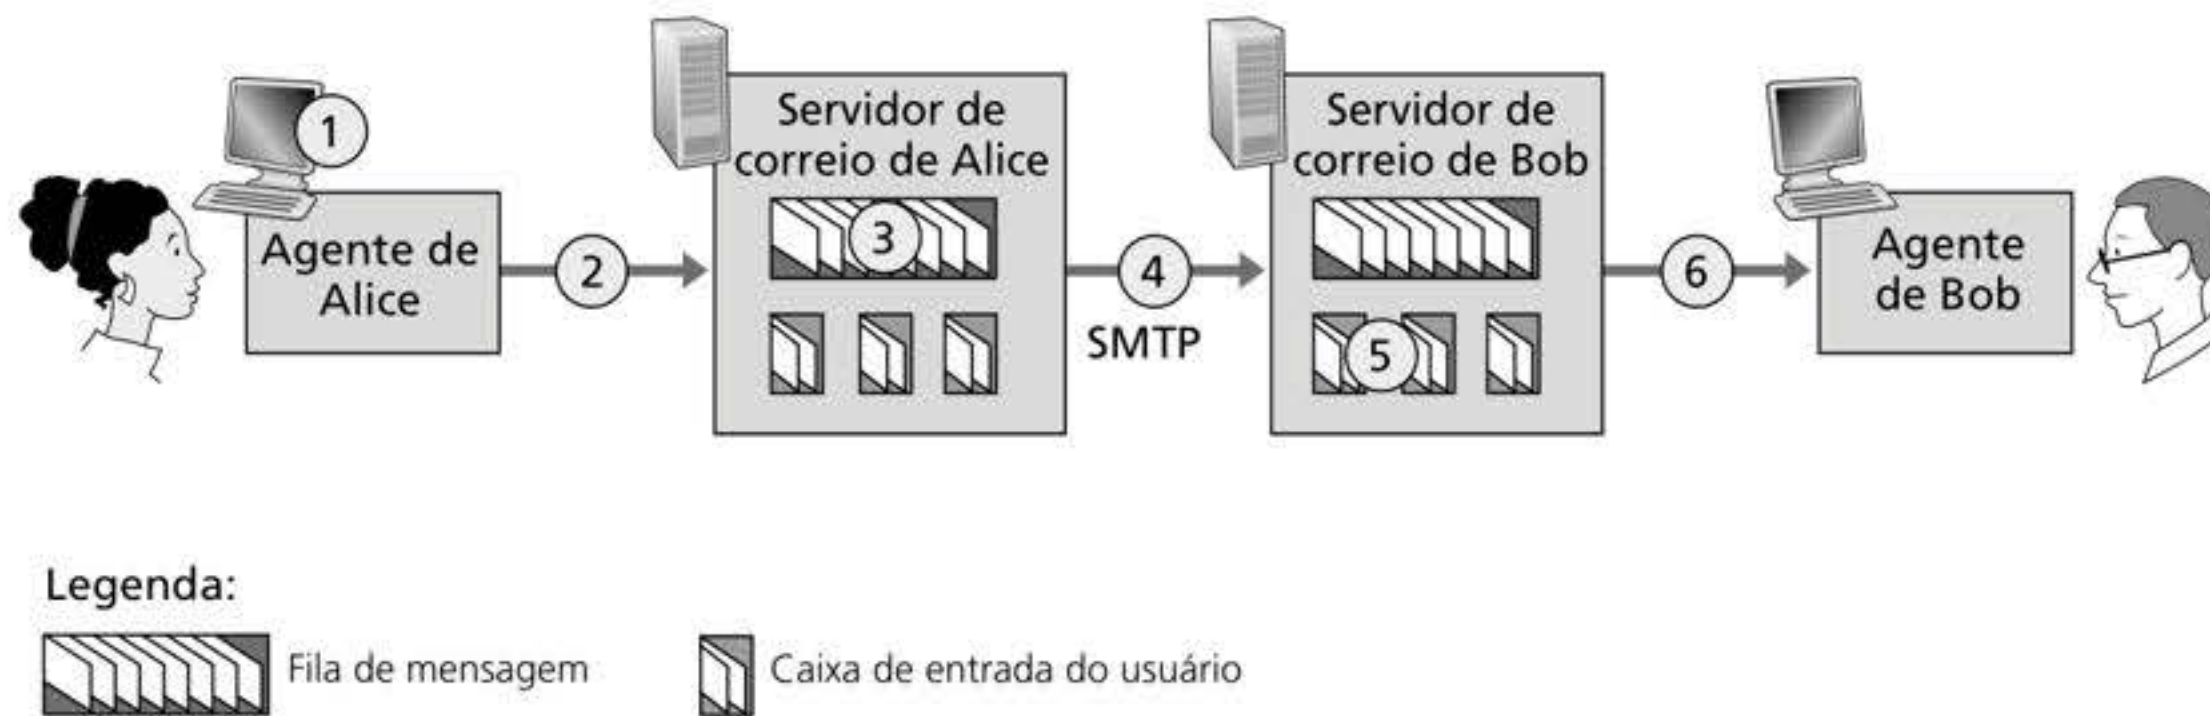 1
Agente de
Alice
2
Servidor de
correio de Alice
3
4
SMTP
Servidor de
correio de Bob
5
6
Agente
de Bob
Legenda:
Fila de mensagem
Caixa de entrada do usuário